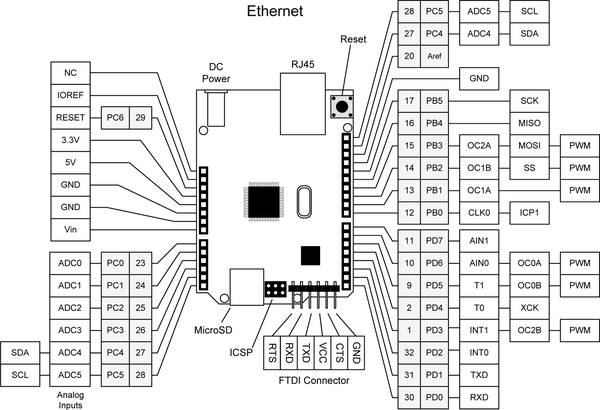 Ethernet
28 PC5 ADC5 SCL
27 PC4 ADC4 SDA
20 Aref
GND
17 PB5 SCK
16 PB4 MISO
15 PB3 OC2A MOSI PWM
14 PB2 OC1B SS PWM
13 PB1 OC1A PWM
12 PB0 CLK0 ICP1
11 PD7 AIN1
10 PD6 AIN0 OC0A PWM
9 PD5 T1 OC0B PWM
2 PD4 T0 XCK
1 PD3 INT1 OC2B PWM
32 PD2 INT0
31 PD1 TXD
30 PD0 RXD
Reset
RJ45
DC
Power
NC
IOREF
RESET PC6 29
3.3V
5V
GND
GND
Vin
ADC0 PC0 23
ADC1 PC1 24
ADC2 PC2 25
ADC3 PC3 26
SDA ADC4 PC4 27
SCL ADC5 PC5 28
Analog
Inputs
MicroSD
ICSP
RTS
RXD
TXD
VCC
CTS
GND
FTDI Connector